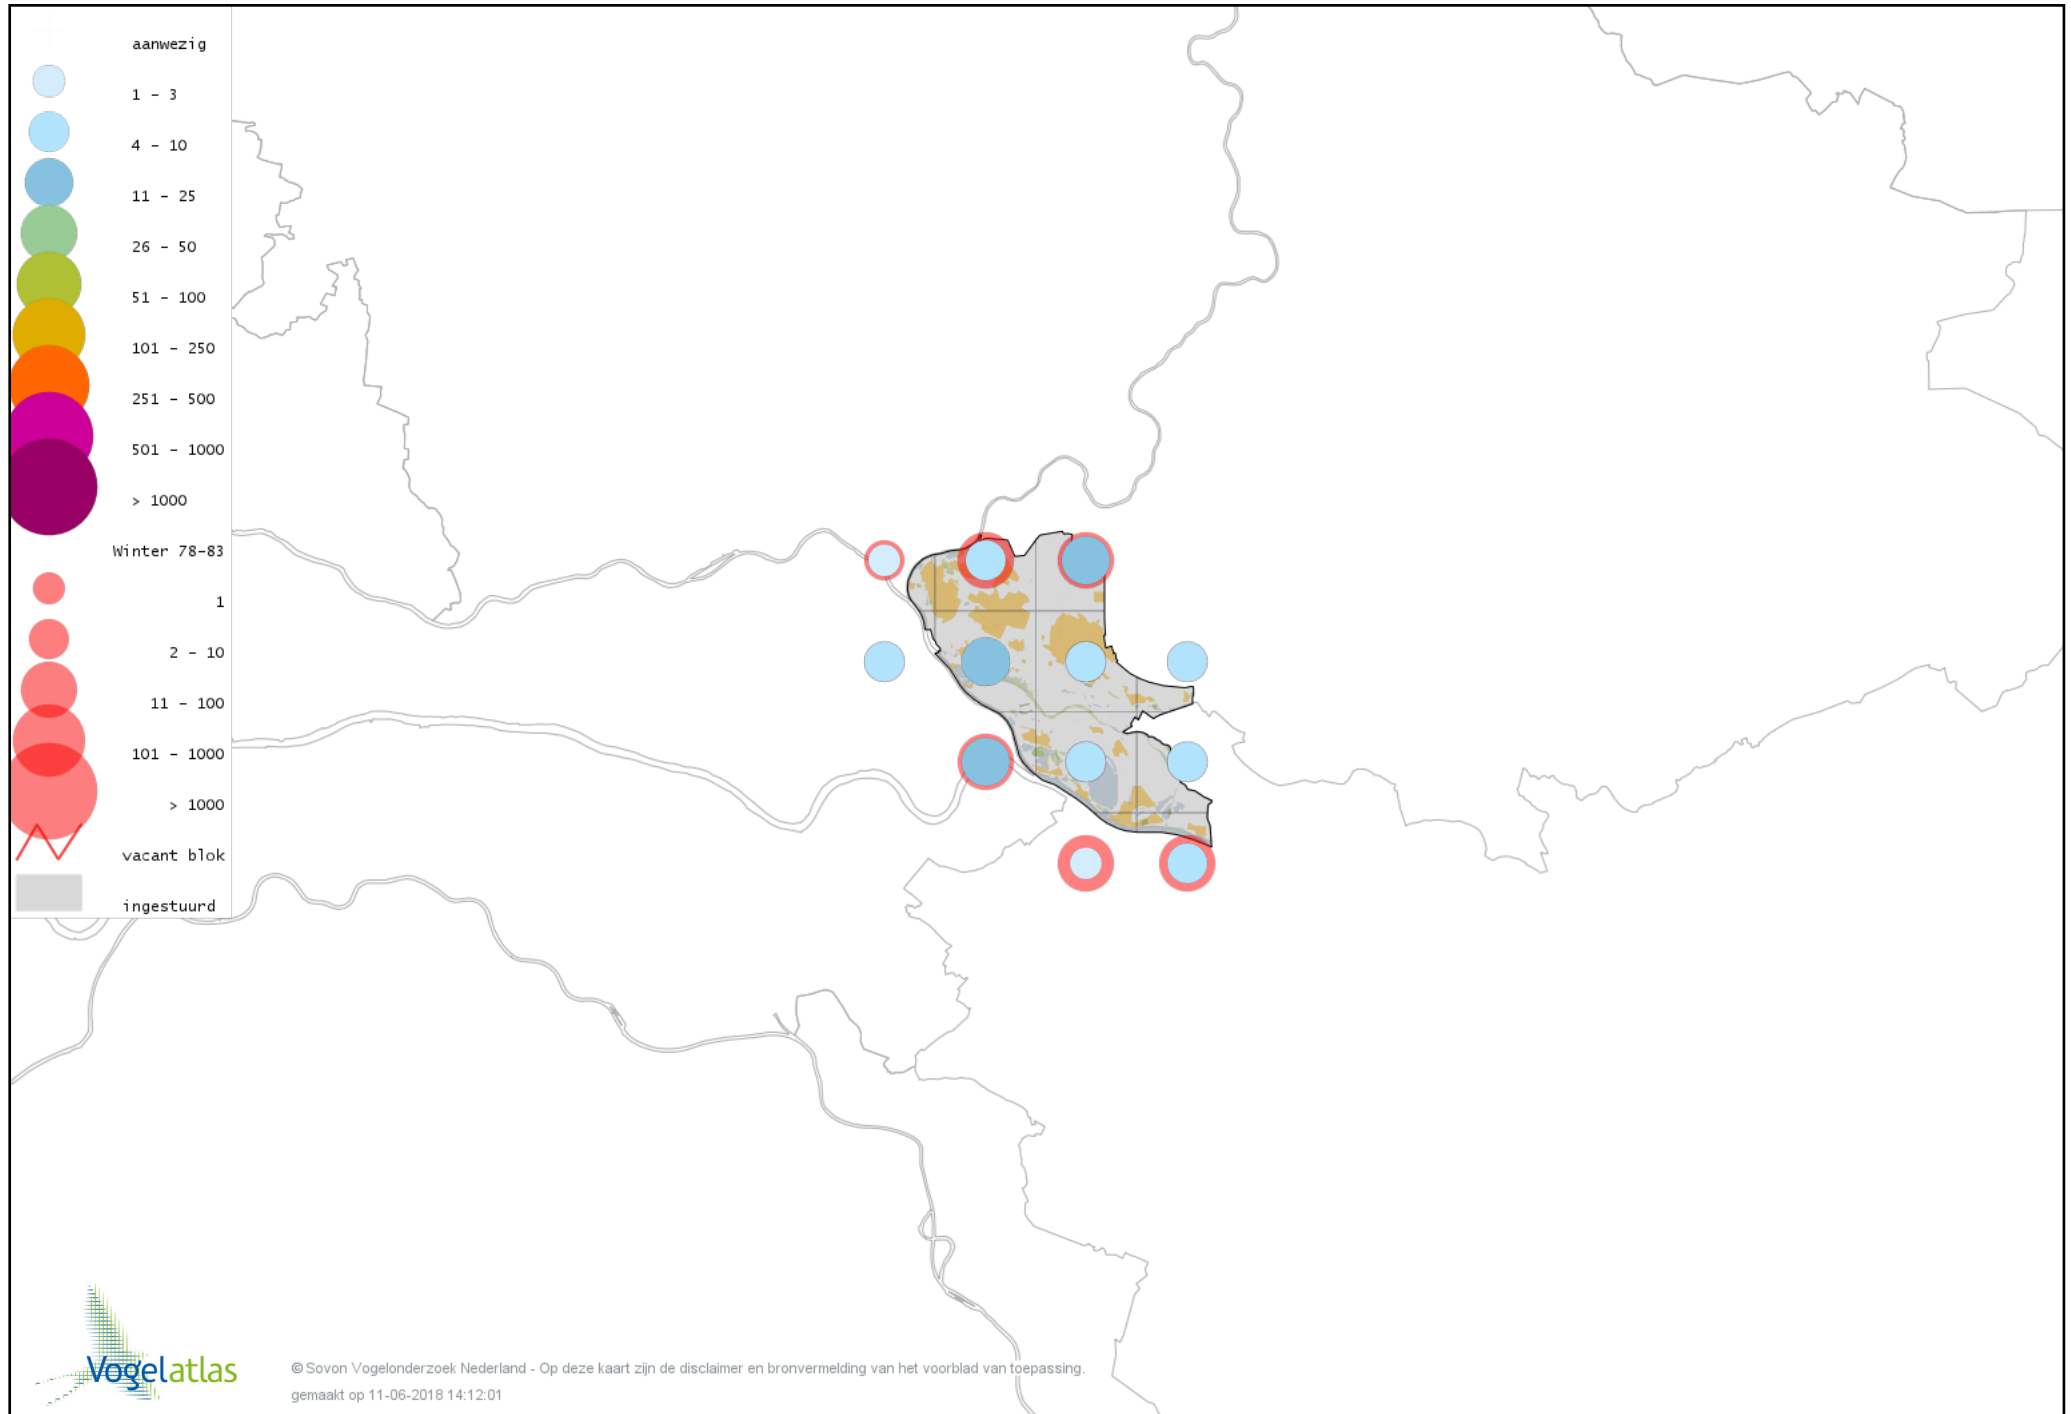 aanwezig
1 - 3
4 - 10
11 - 25
26 - 50
51 - 100
101 - 250
251 - 500
501 - 1000
> 1000
Winter 78-83
1
2 - 10
11 - 100
101 - 1000
> 1000
vacant blok
ingestuurd
Vogelatlas
© Sovon Vogelonderzoek Nederland - Op deze kaart zijn de disclaimer en bronvermelding van het voorblad van toepassing.
gemaakt op 11-06-2018 14:12:01